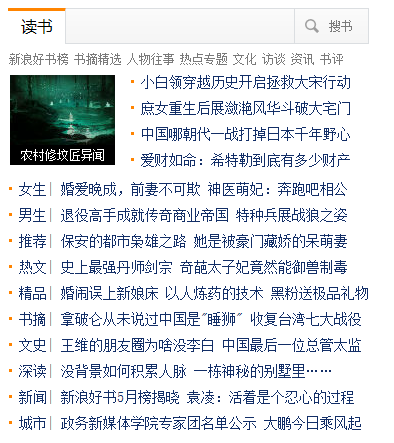 读书 搜书
新浪好书榜 书摘精选 人物往事 热点专题 文化 访谈 资讯 书评
小白领穿越历史开启拯救大宋行动
庶女重生后展潋滟风华斗破大宅门
中国哪朝代一战打掉日本千年野心
爱财如命：希特勒到底有多少财产
农村修坟匠异闻
女生| 婚爱晚成，前妻不可欺 神医萌妃：奔跑吧相公
男生| 退役高手成就传奇商业帝国 特种兵展战狼之姿
推荐| 保安的都市枭雄之路 她是被豪门藏娇的呆萌妻
热文| 史上最强丹师剑宗 奇葩太子妃竟然能御兽制毒
精品| 婚闹误上新娘床 以人炼药的技术 黑粉送极品礼物
书摘| 拿破仑从未说过中国是"睡狮" 收复台湾七大战役
文史| 王维的朋友圈为啥没李白 中国最后一位总管太监
深读| 没背景如何积累人脉 一栋神秘的别墅里……
新闻| 新浪好书5月榜揭晓 袁凌：活着是个忍心的过程
城市| 政务新媒体学院专家团名单公示 大鹏今日乘风起